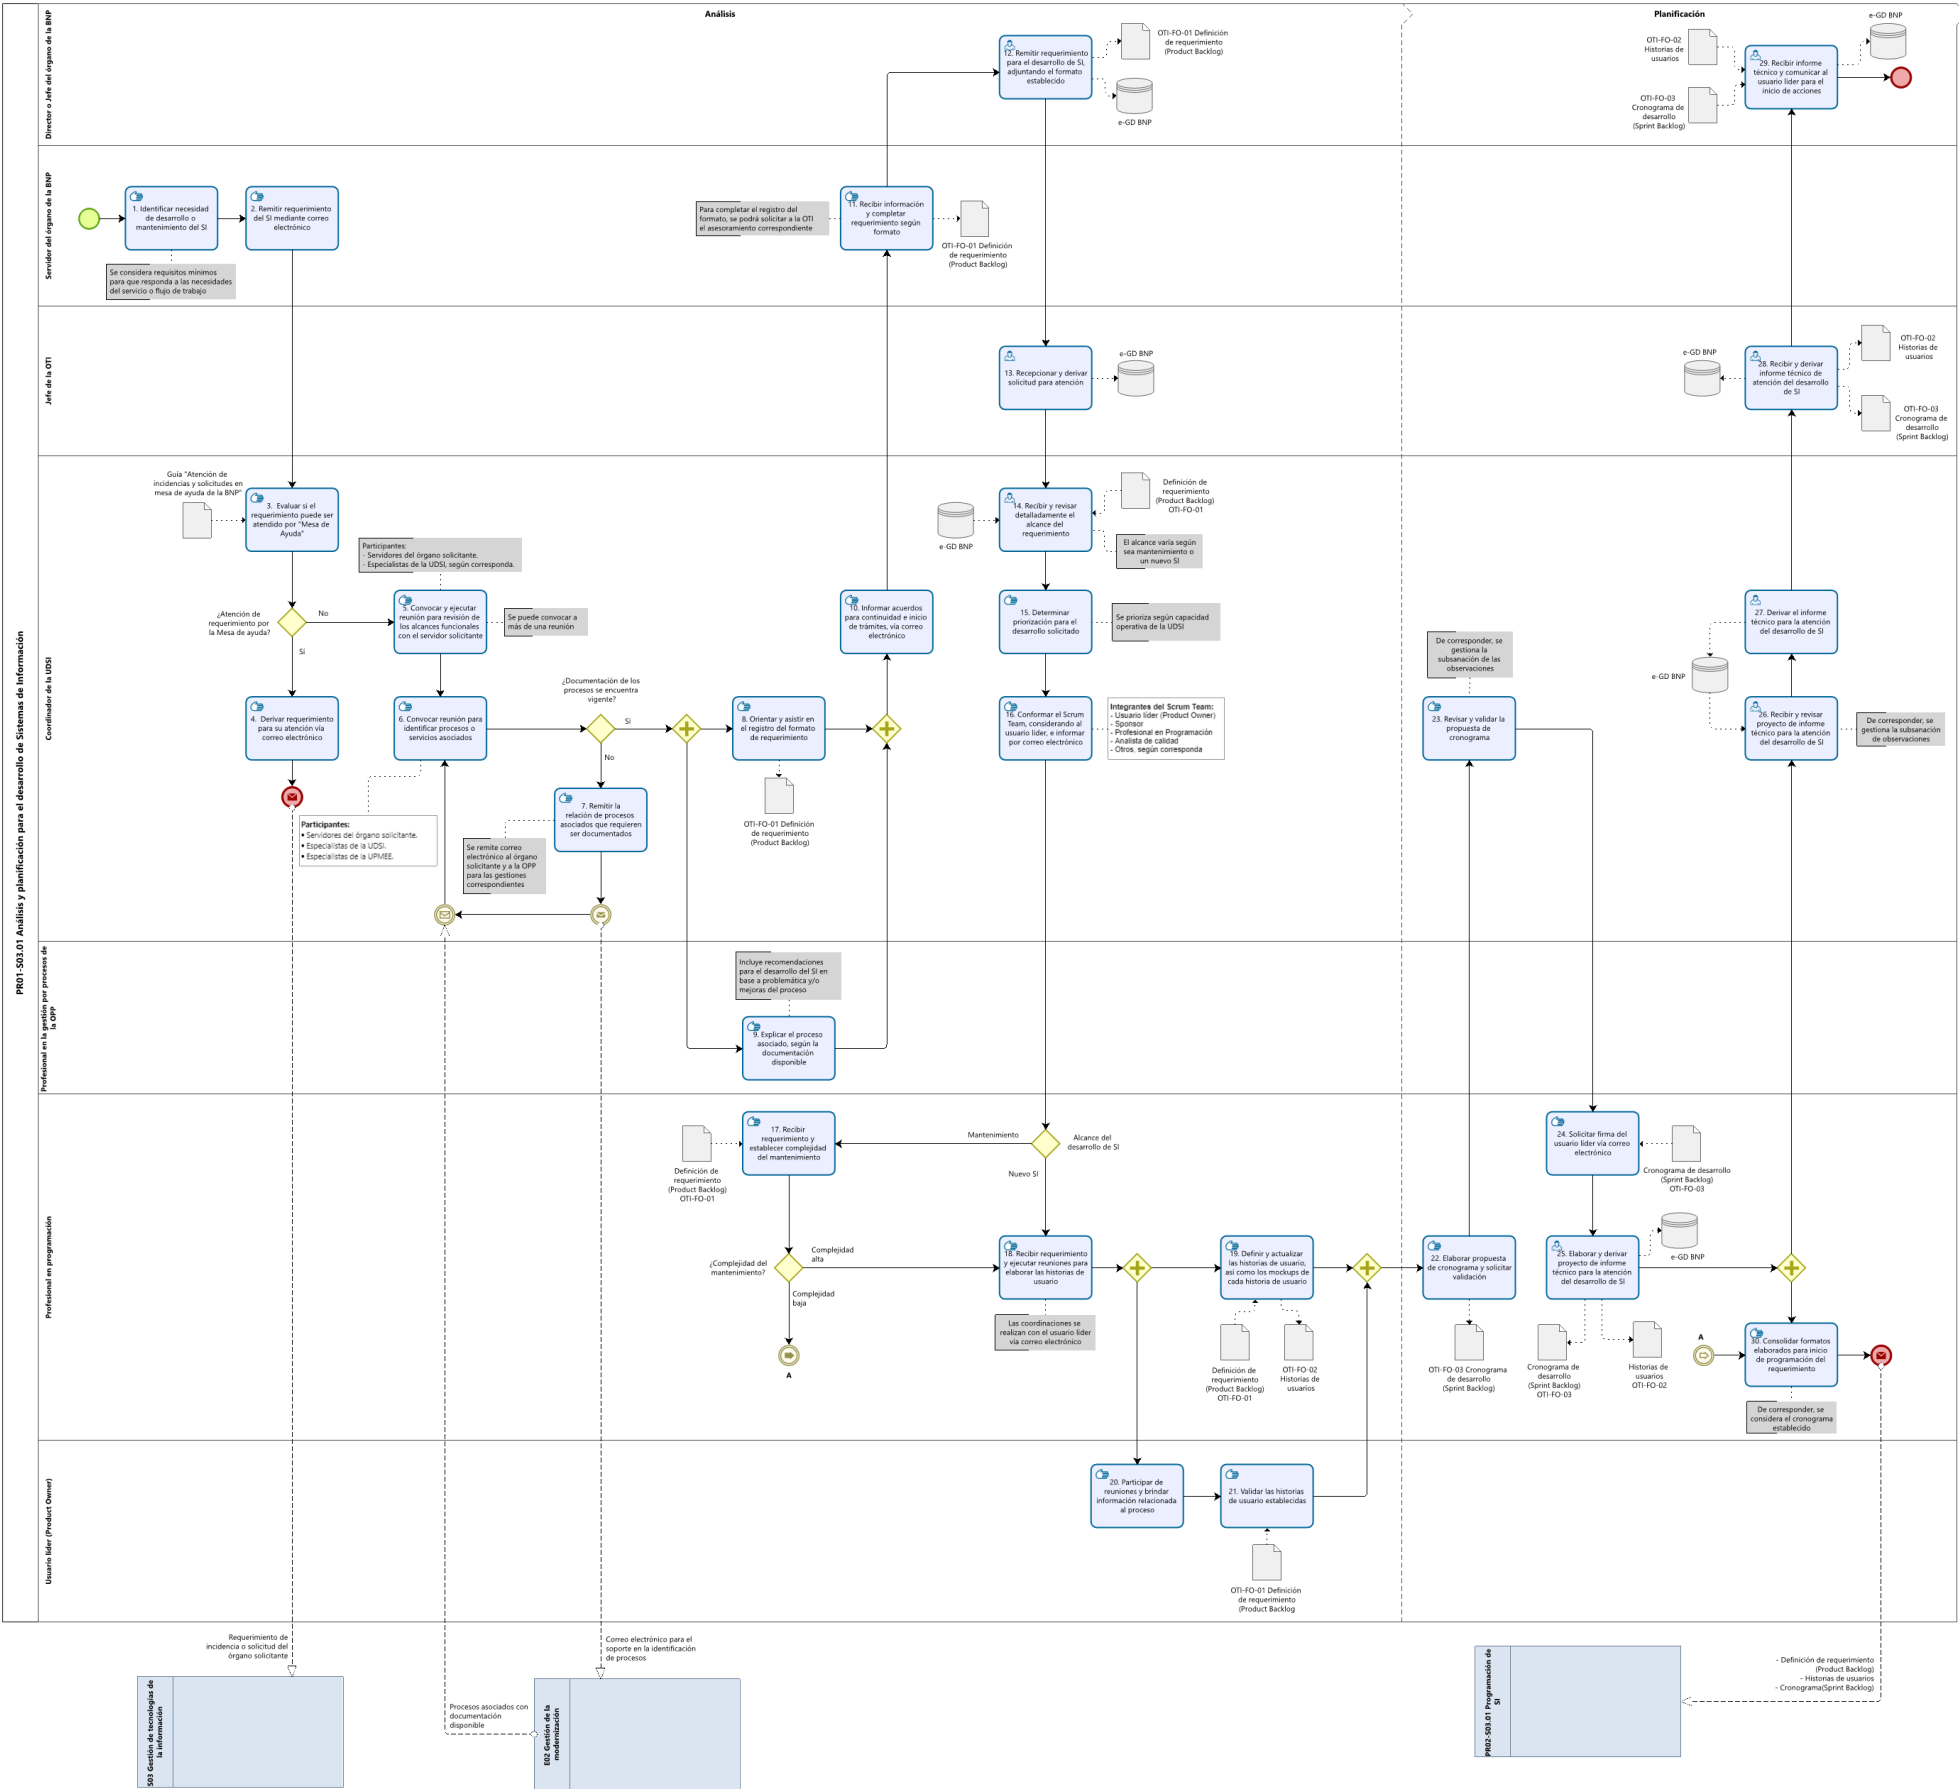 PR01-S03.01 Análisis y planificación para el desarrollo de Sistemas de Información
Análisis
Planificación
Director o Jefe del órgano de la BNP
12. Remitir requerimiento
para el desarrollo de SI,
adjuntando el formato
establecido
OTI-FO-01 Definición
de requerimiento
(Product Backlog)
e-GD BNP
OTI-FO-02
Historias de
usuarios
OTI-FO-03
Cronograma de
desarrollo
(Sprint Backlog)
29. Recibir informe
técnico y comunicar al
usuario líder para el
inicio de acciones
e-GD BNP
Servidor del órgano de la BNP
1. Identificar necesidad
de desarrollo o
mantenimiento del SI
2. Remitir requerimiento
del SI mediante correo
electrónico
Se considera requisitos mínimos
para que responda a las necesidades
del servicio o flujo de trabajo
Para completar el registro del
formato, se podrá solicitar a la OTI
el asesoramiento correspondiente
11. Recibir información
y completar
requerimiento según
formato
OTI-FO-01 Definición
de requerimiento
(Product Backlog)
Jefe de la OTI
13. Recepcionar y derivar
solicitud para atención
e-GD BNP
e-GD BNP
28. Recibir y derivar
informe técnico de
atención del desarrollo
de SI
OTI-FO-02
Historias de
usuarios
OTI-FO-03
Cronograma de
desarrollo
(Sprint Backlog)
Coordinador de la UDSI
Guía "Atención de
incidencias y solicitudes en
mesa de ayuda de la BNP"
3. Evaluar si el
requerimiento puede ser
atendido por "Mesa de
Ayuda"
¿Atención de
requerimiento por
la Mesa de ayuda?
No
Sí
4. Derivar requerimiento
para su atención vía
correo electrónico
Participantes:
- Servidores del órgano solicitante.
- Especialistas de la UDSI, según corresponda.
5. Convocar y ejecutar
reunión para revisión de
los alcances funcionales
con el servidor solicitante
Se puede convocar a
más de una reunión
6. Convocar reunión para
identificar procesos o
servicios asociados
Participantes:
• Servidores del órgano solicitante.
• Especialistas de la UDSI.
• Especialistas de la UPMEE.
¿Documentación de los
procesos se encuentra
vigente?
Sí
No
7. Remitir la
relación de procesos
asociados que requieren
ser documentados
Se remite correo
electrónico al órgano
solicitante y a la OPP
para las gestiones
correspondientes
8. Orientar y asistir en
el registro del formato
de requerimiento
OTI-FO-01 Definición
de requerimiento
(Product Backlog)
10. Informar acuerdos
para continuidad e inicio
de trámites, vía correo
electrónico
e-GD BNP
14. Recibir y revisar
detalladamente el
alcance del
requerimiento
Definición de
requerimiento
(Product Backlog)
OTI-FO-01
El alcance varía según
sea mantenimiento o
un nuevo SI
15. Determinar
priorización para el
desarrollo solicitado
Se prioriza según capacidad
operativa de la UDSI
16. Conformar el Scrum
Team, considerando al
usuario líder, e informar
por correo electrónico
Integrantes del Scrum Team:
- Usuario líder (Product Owner)
- Sponsor
- Profesional en Programación
- Analista de calidad
- Otros, según corresponda
De corresponder, se
gestiona la
subsanación de las
observaciones
23. Revisar y validar la
propuesta de
cronograma
27. Derivar el informe
técnico para la atención
del desarrollo de SI
e-GD BNP
26. Recibir y revisar
proyecto de informe
técnico para la atención
del desarrollo de SI
De corresponder, se
gestiona la subsanación
de observaciones
Profesional en la gestión por procesos de
la OPP
Incluye recomendaciones
para el desarrollo del SI en
base a problemática y/o
mejoras del proceso
9. Explicar el proceso
asociado, según la
documentación
disponible
Profesional en programación
17. Recibir
requerimiento y
establecer complejidad
del mantenimiento
Definición de
requerimiento
(Product Backlog)
OTI-FO-01
Mantenimiento
Alcance del
desarrollo de SI
Nuevo SI
¿Complejidad del
mantenimiento?
Complejidad
alta
Complejidad
baja
A
18. Recibir requerimiento
y ejecutar reuniones para
elaborar las historias de
usuario
Las coordinaciones se
realizan con el usuario líder
vía correo electrónico
19. Definir y actualizar
las historias de usuario,
así como los mockups de
cada historia de usuario
Definición de
requerimiento
(Product Backlog)
OTI-FO-01
OTI-FO-02
Historias de
usuarios
22. Elaborar propuesta
de cronograma y solicitar
validación
OTI-FO-03 Cronograma
de desarrollo
(Sprint Backlog)
24. Solicitar firma del
usuario líder vía correo
electrónico
Cronograma de desarrollo
(Sprint Backlog)
OTI-FO-03
25. Elaborar y derivar
proyecto de informe
técnico para la atención
del desarrollo de SI
e-GD BNP
Cronograma de
desarrollo
(Sprint Backlog)
OTI-FO-03
Historias de
usuarios
OTI-FO-02
A
30. Consolidar formatos
elaborados para inicio
de programación del
requerimiento
De corresponder, se
considera el cronograma
establecido
Usuario líder (Product Owner)
20. Participar de
reuniones y brindar
información relacionada
al proceso
21. Validar las historias
de usuario establecidas
OTI-FO-01 Definición
de requerimiento
(Product Backlog
Requerimiento de
incidencia o solicitud del
órgano solicitante
S03 Gestión de tecnologías de
la información
Correo electrónico para el
soporte en la identificación
de procesos
Procesos asociados con
documentación
disponible
E02 Gestión de la
modernización
PR02-S03.01 Programación de
SI
- Definición de requerimiento
(Product Backlog)
- Historias de usuarios
- Cronograma(Sprint Backlog)